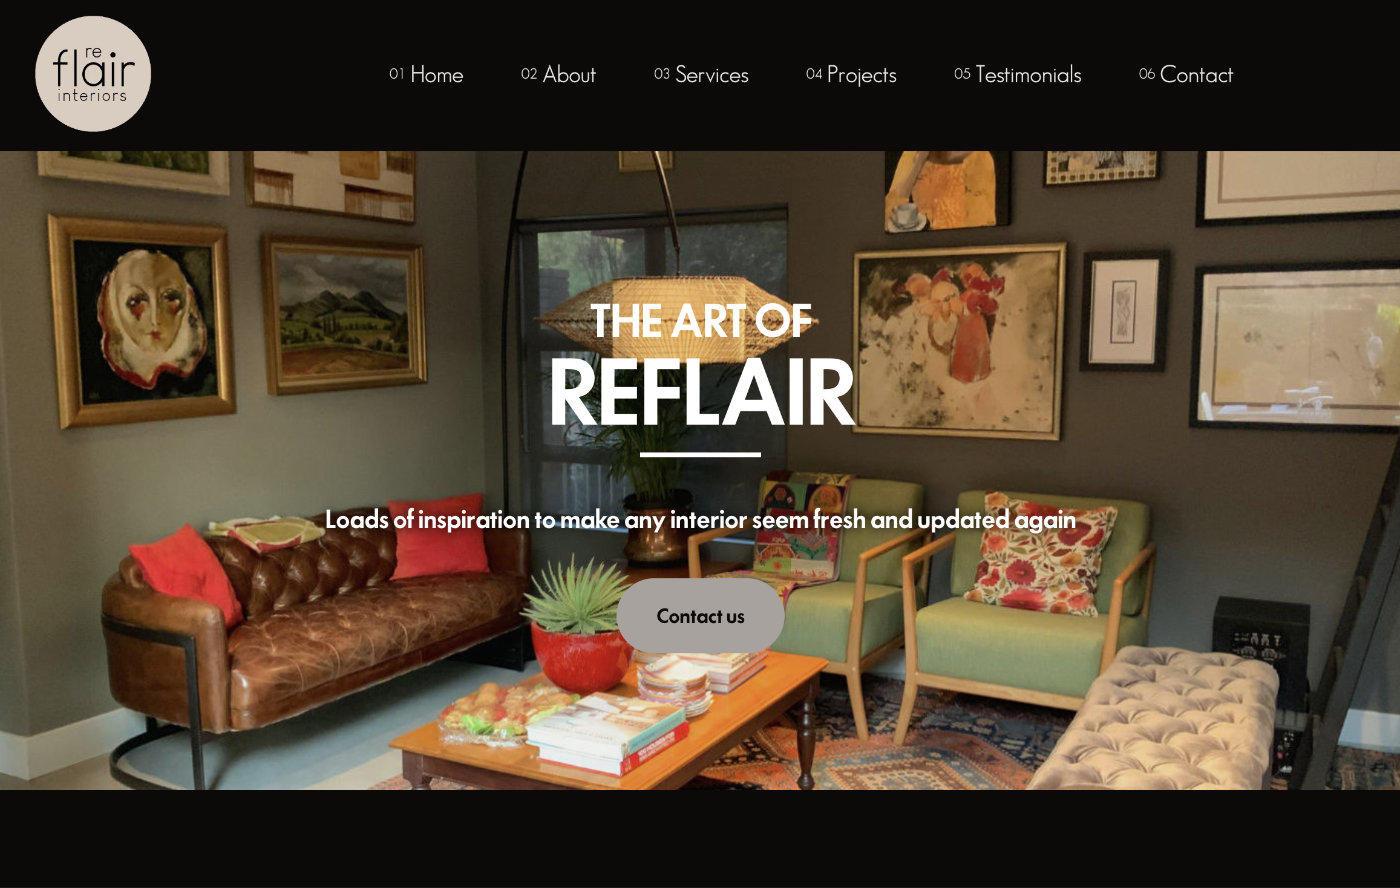 re
flair
interiors
01 Home
02 About
03 Services
04 Projects
05 Testimonials
06 Contact
THE ART OF
REFLAIR
Loads of inspiration to make any interior seem fresh and updated again
Contact us